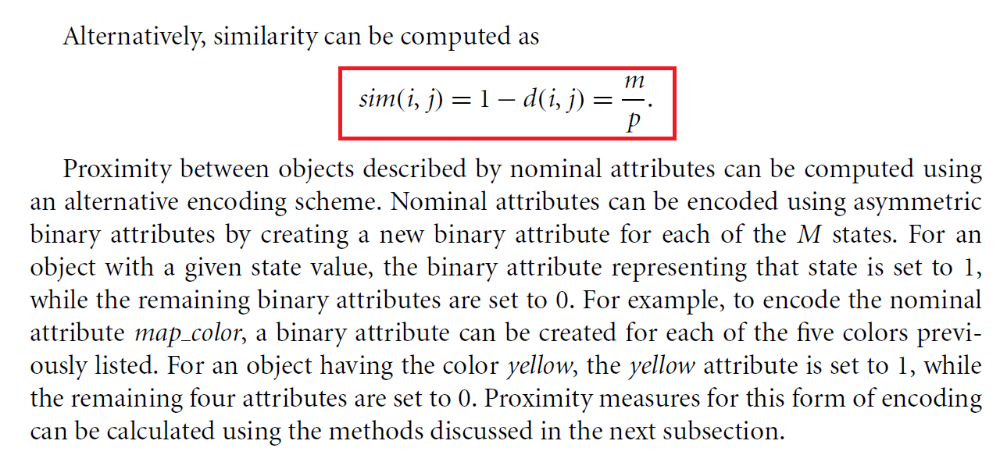 Alternatively, similarity can be computed as
sim(i, j) = 1 − d(i, j) = m/p.
Proximity between objects described by nominal attributes can be computed using
an alternative encoding scheme. Nominal attributes can be encoded using asymmetric
binary attributes by creating a new binary attribute for each of the M states. For an
object with a given state value, the binary attribute representing that state is set to 1,
while the remaining binary attributes are set to 0. For example, to encode the nominal
attribute map_color, a binary attribute can be created for each of the five colors previ-
ously listed. For an object having the color yellow, the yellow attribute is set to 1, while
the remaining four attributes are set to 0. Proximity measures for this form of encoding
can be calculated using the methods discussed in the next subsection.